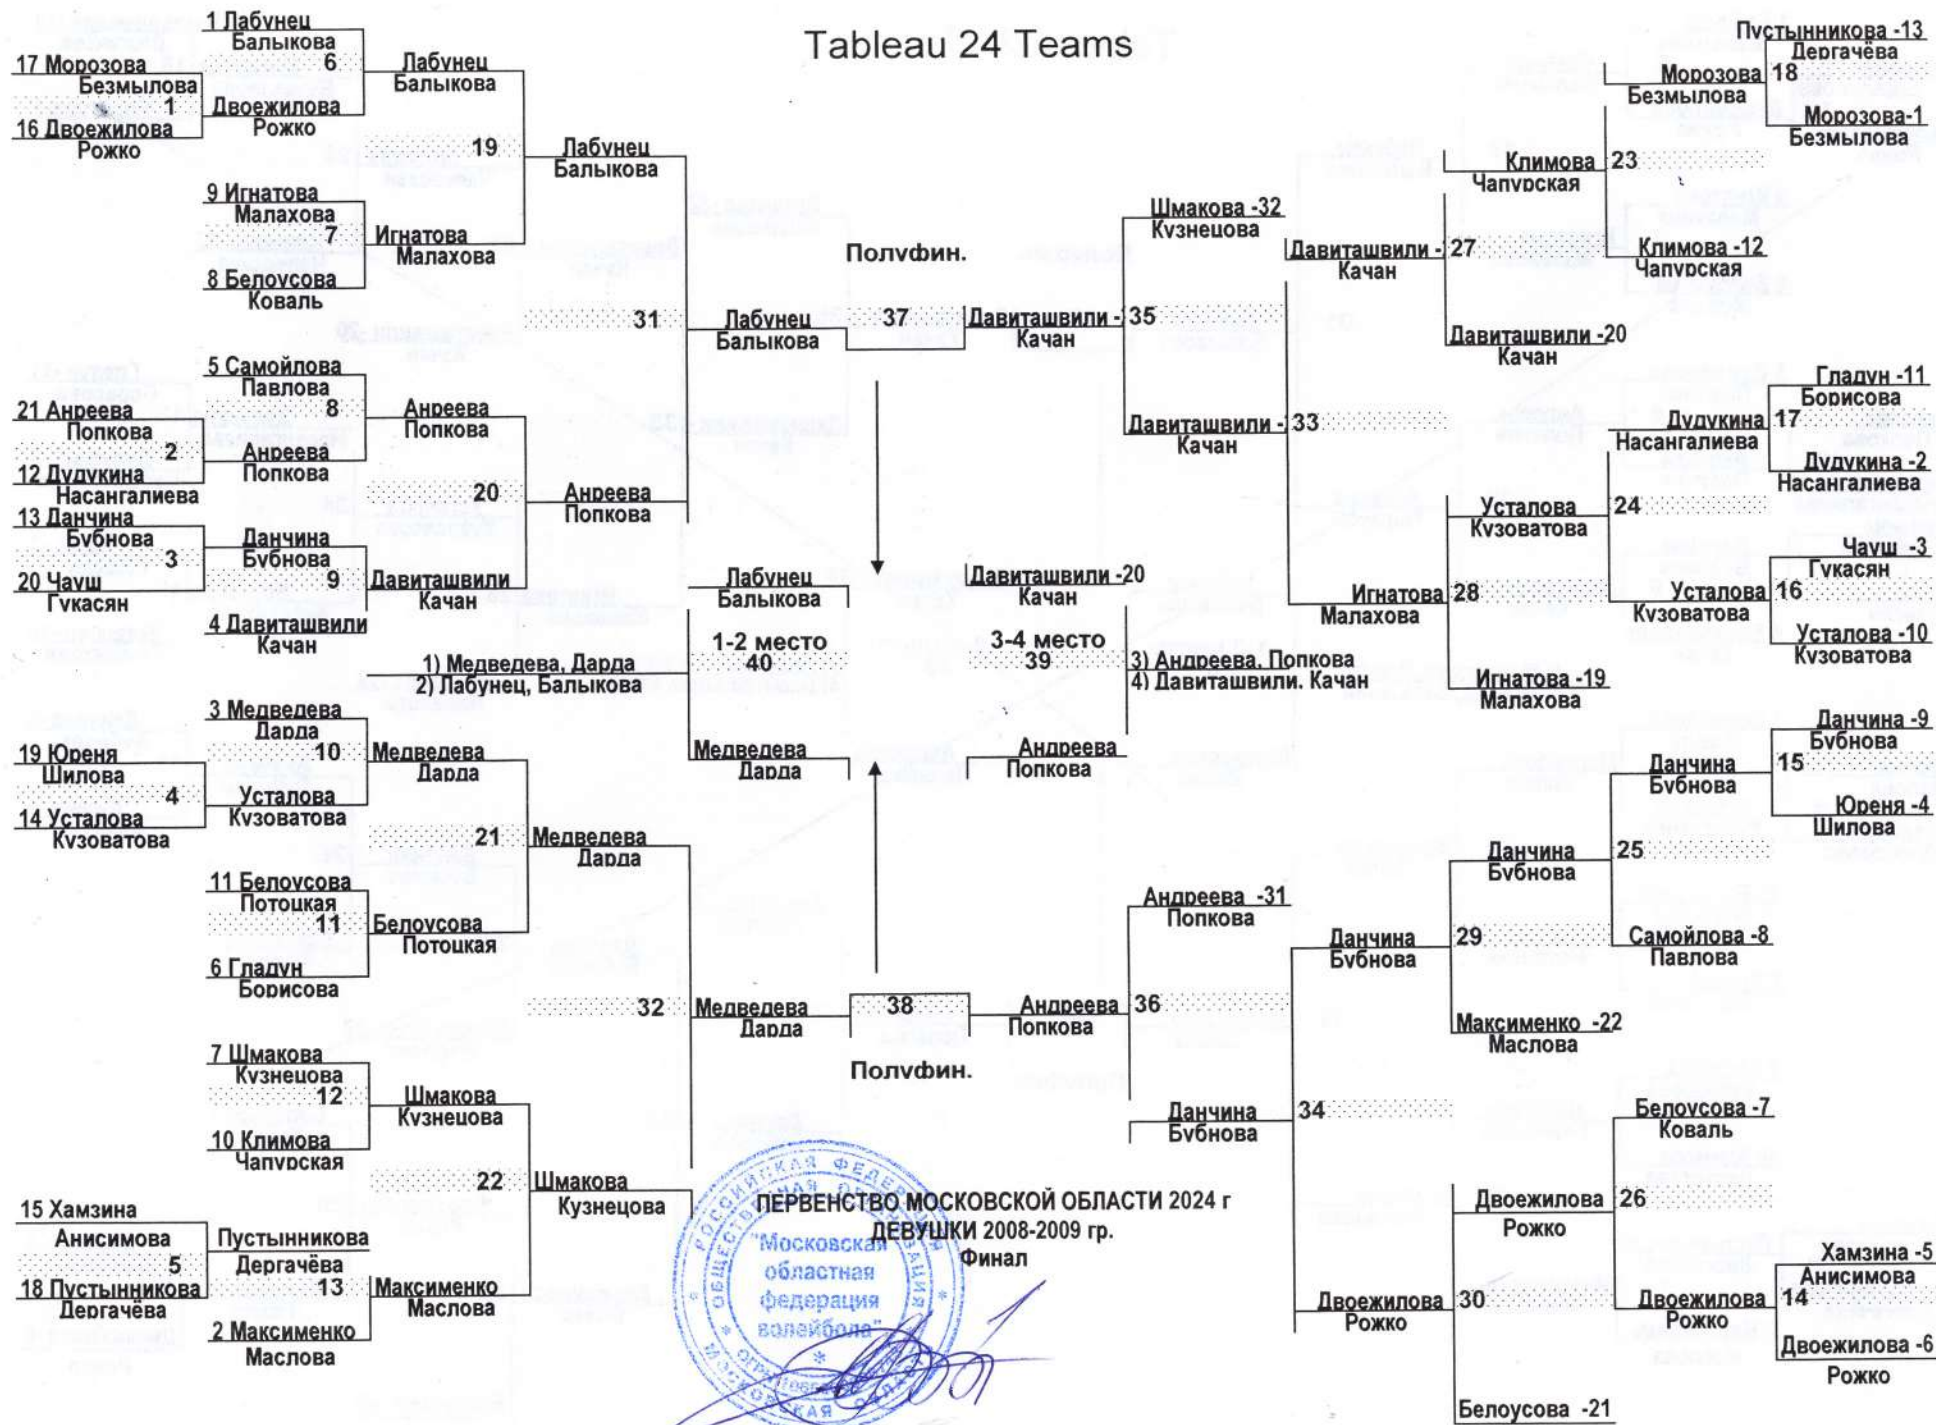 Tableau 24 Teams
1 Лабунец
Балыкова
6
17 Морозова
Безмылова
1
16 Двоежилова
Рожко
Двоежилова
Рожко
Лабунец
Балыкова
19
9 Игнатова
Малахова
7
8 Белоусова
Коваль
Игнатова
Малахова
Лабунец
Балыкова
31
5 Самойлова
Павлова
8
21 Анреева
Попкова
2
12 Дудукина
Насангалиева
Анреева
Попкова
Анреева
Попкова
20
13 Данчина
Бубнова
3
20 Чауш
Гукасян
Данчина
Бубнова
9
4 Давиташвили
Качан
Давиташвили
Качан
Анреева
Попкова
Лабунец
Балыкова
Полуфин.
37
Давиташвили -
Качан
35
Лабунец
Балыкова
1-2 место
40
1) Медведева, Дарда
2) Лабунец, Балыкова
Медведева
Дарда
Давиташвили -20
Качан
3-4 место
39
3) Андреева, Попкова
4) Давиташвили. Качан
Андреева
Попкова
3 Медведева
Дарда
10
19 Юреня
Шилова
4
14 Усталова
Кузоватова
Усталова
Кузоватова
Медведева
Дарда
21
11 Белоусова
Потоцкая
11
6 Гладун
Борисова
Белоусова
Потоцкая
Медведева
Дарда
32
7 Шмакова
Кузнецова
12
10 Климова
Чапурская
Шмакова
Кузнецова
22
15 Хамзина
Анисимова
5
18 Пустынникова
Дергачёва
Пустынникова
Дергачёва
13
2 Максименко
Маслова
Максименко
Маслова
Шмакова
Кузнецова
Медведева
Дарда
38
Полуфин.
Андреева
Попкова
36
Пустынникова -13
Дергачёва
18
Морозова-1
Безмылова
Морозова
Безмылова
23
Климова -12
Чапурская
Климова
Чапурская
27
Давиташвили -20
Качан
Давиташвили -
Качан
Шмакова -32
Кузнецова
Давиташвили -
Качан
33
Гладун -11
Борисова
17
Дудукина -2
Насангалиева
Дудукина
Насангалиева
24
Чауш -3
Гукасян
16
Усталова -10
Кузоватова
Усталова
Кузоватова
Усталова
Кузоватова
28
Игнатова -19
Малахова
Игнатова
Малахова
Данчина -9
Бубнова
15
Юреня -4
Шилова
Данчина
Бубнова
25
Самойлова -8
Павлова
Данчина
Бубнова
29
Максименко -22
Маслова
Данчина
Бубнова
34
Андреева -31
Попкова
Данчина
Бубнова
Белоусова -7
Коваль
26
Хамзина -5
Анисимова
14
Двоежилова -6
Рожко
Двоежилова
Рожко
Двоежилова
Рожко
30
Белоусова -21
Двоежилова
Рожко
ПЕРВЕНСТВО МОСКОВСКОЙ ОБЛАСТИ 2024 г
ДЕВУШКИ 2008-2009 гр.
Финал
РОССИЙСКАЯ ФЕДЕРАЦИЯ
ОБЩЕСТВЕННАЯ ОРГАНИЗАЦИЯ
"Московская
областная
федерация
волейбола"
МОСКОВСКАЯ ОБЛАСТЬ